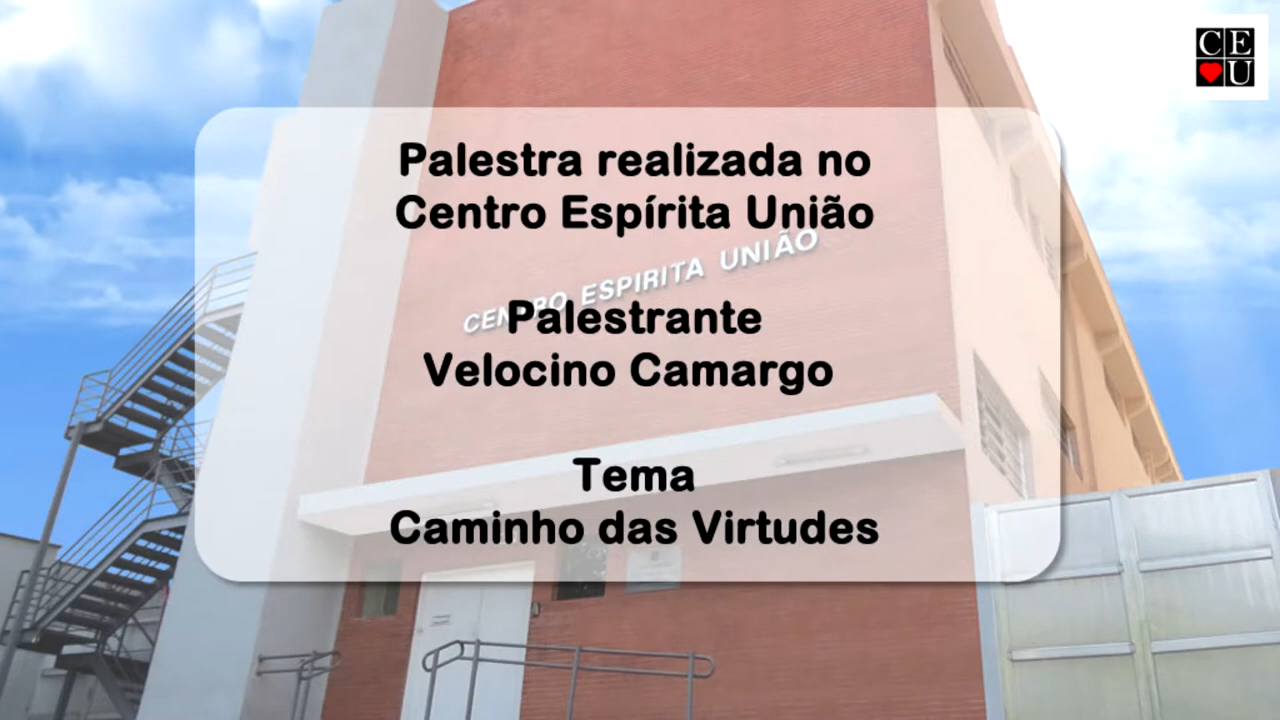 CE
U
Palestra realizada no
Centro Espírita União
CENTRO ESPIRITA UNIÃO
Palestrante
Velocino Camargo
Tema
Caminho das Virtudes